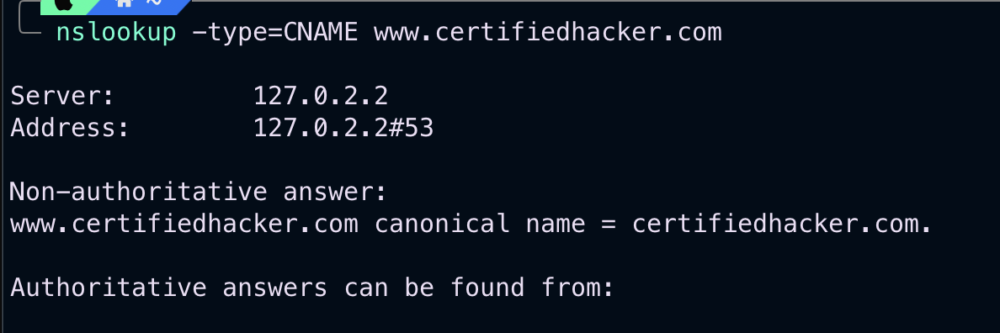 ~
nslookup -type=CNAME www.certifiedhacker.com
Server: 127.0.2.2
Address: 127.0.2.2#53
Non-authoritative answer:
www.certifiedhacker.com canonical name = certifiedhacker.com.
Authoritative answers can be found from: